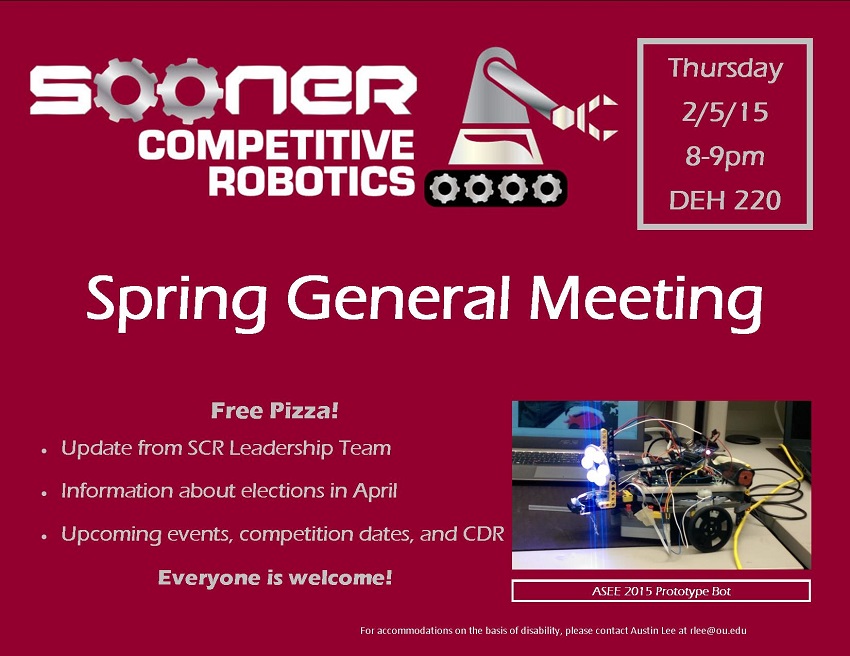 SOONER
COMPETITIVE
ROBOTICS
Thursday
2/5/15
8-9pm
DEH 220
Spring General Meeting
Free Pizza!
• Update from SCR Leadership Team
• Information about elections in April
• Upcoming events, competition dates, and CDR
Everyone is welcome!
ASEE 2015 Prototype Bot
For accommodations on the basis of disability, please contact Austin Lee at rlee@ou.edu